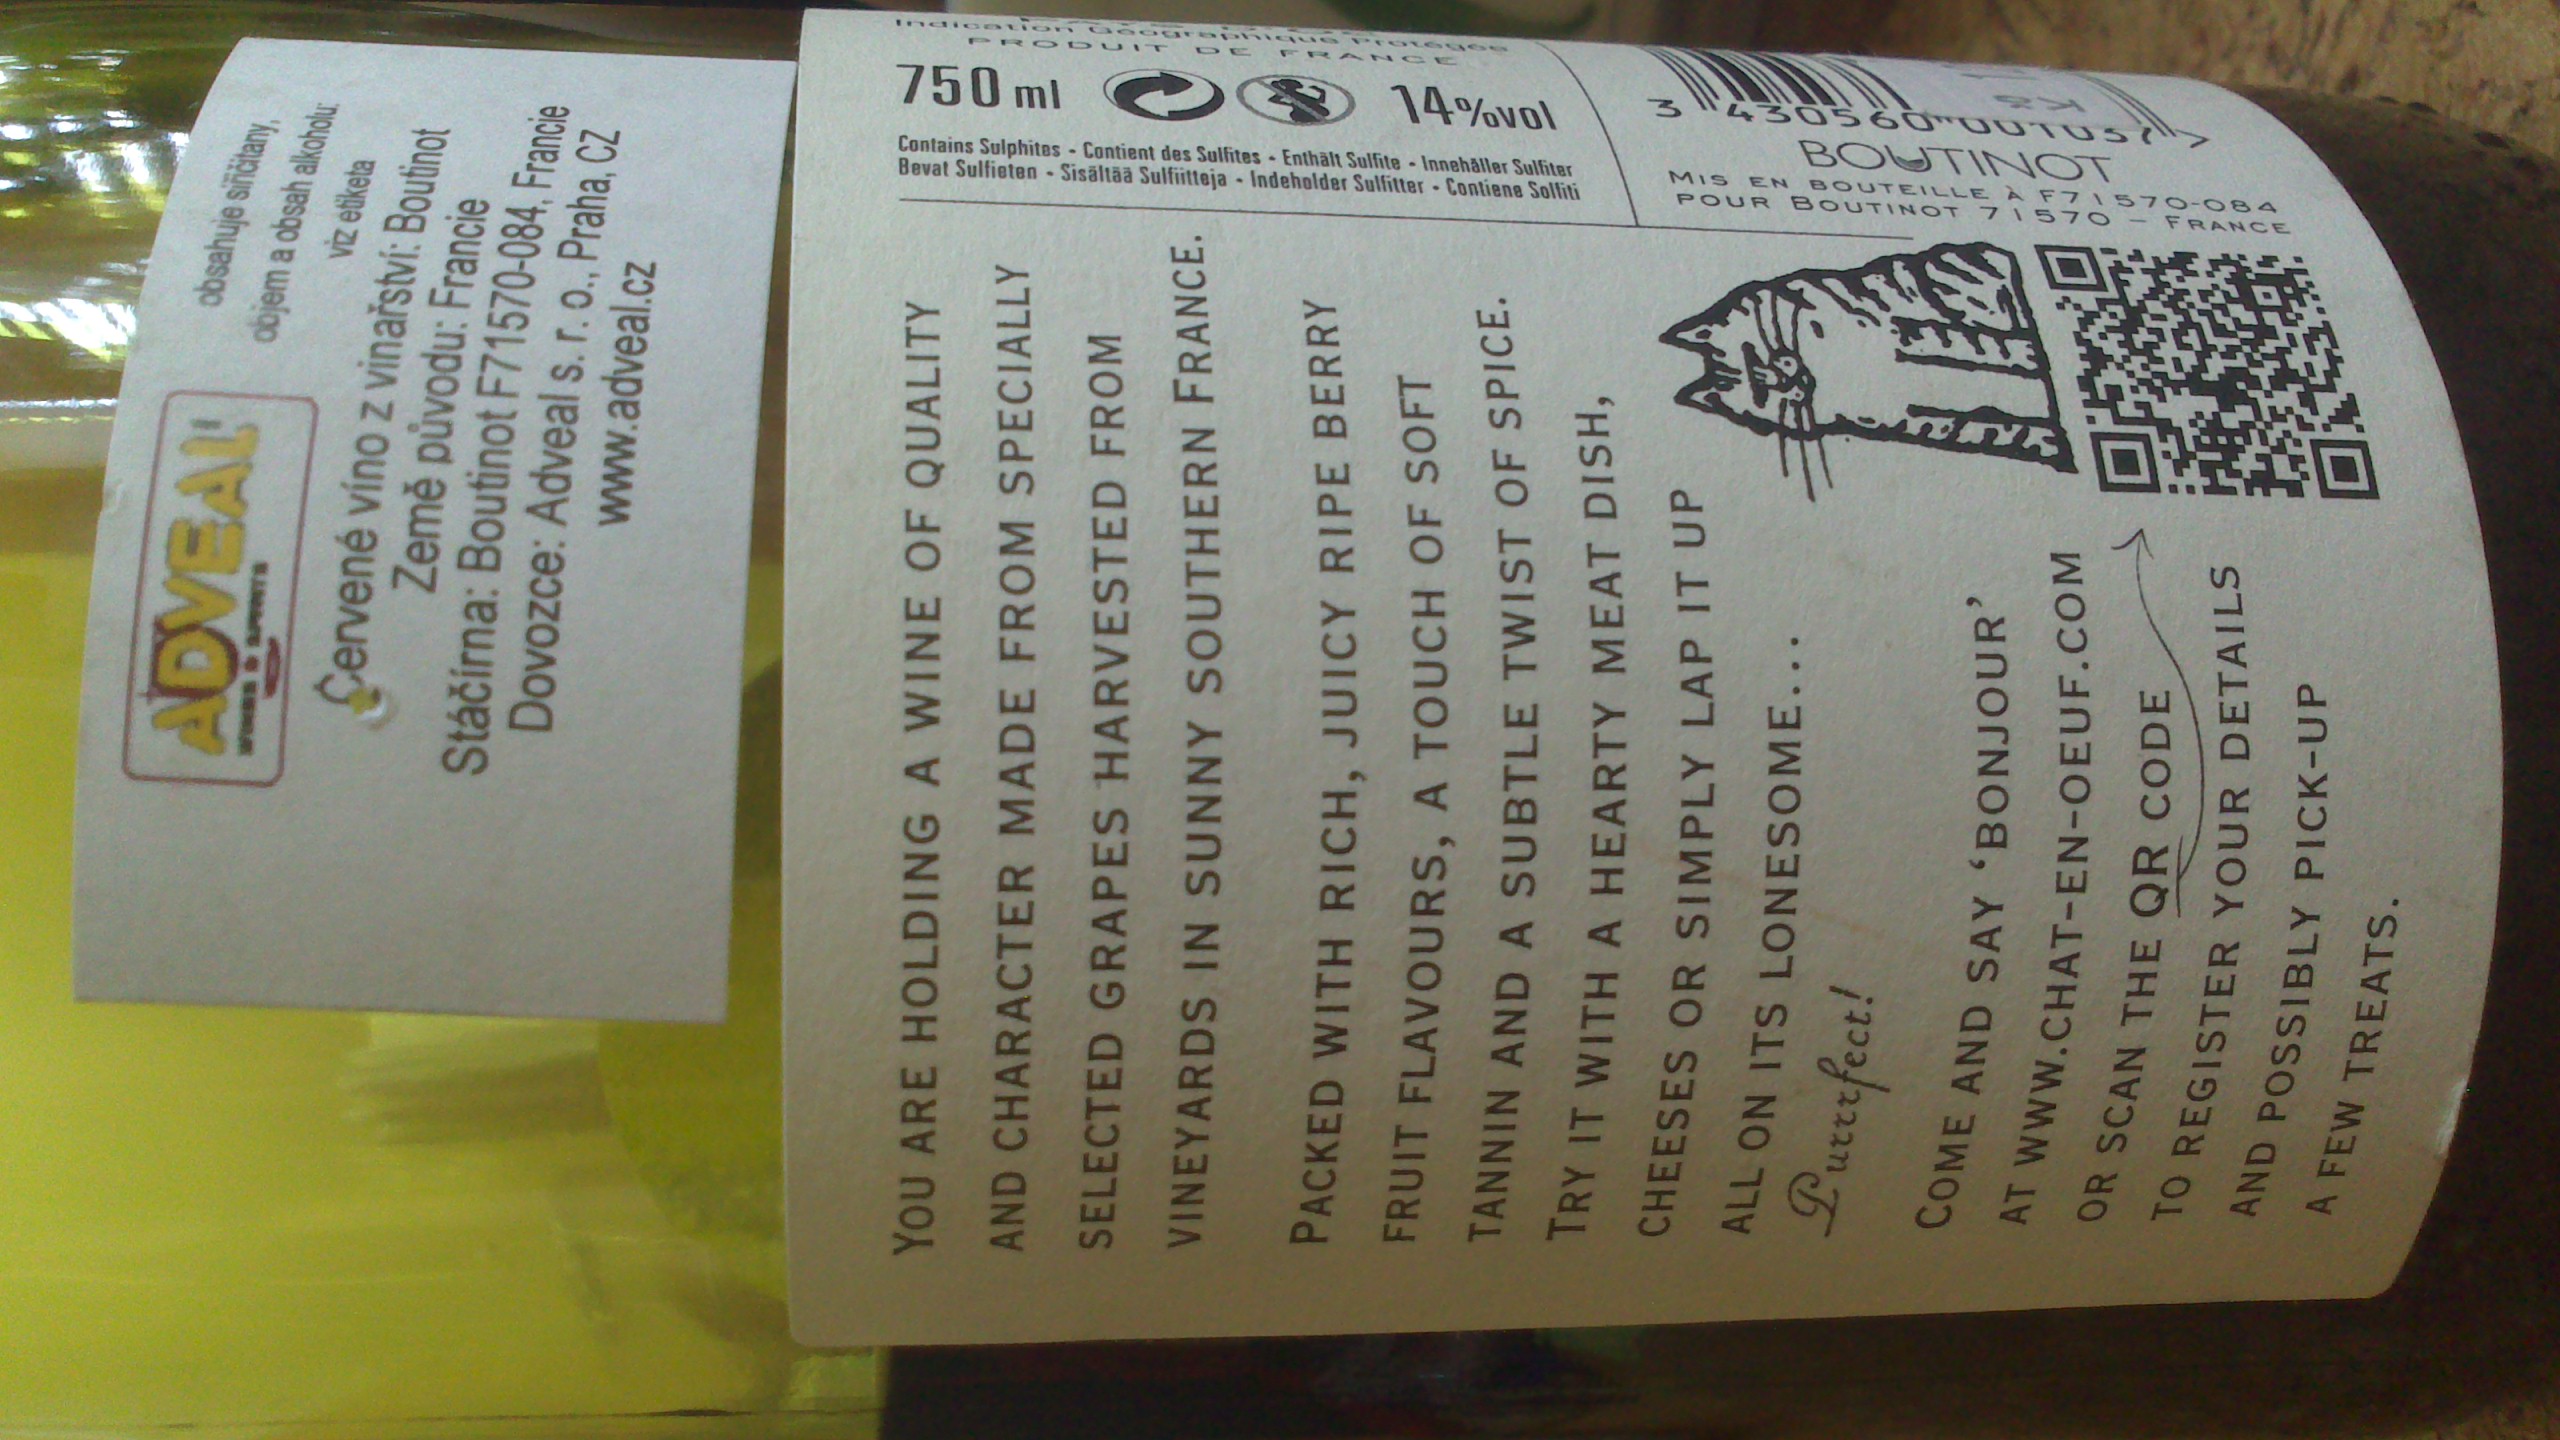 ADVEAL
WINES & SPIRITS
obsahuje siřičitany,
objem a obsah alkoholu:
viz etiketa
Červené víno z vinařství: Boutinot
Země původu: Francie
Stáčírna: Boutinot F71570-084, Francie
Dovozce: Adveal s. r. o., Praha, CZ
www.adveal.cz
YOU ARE HOLDING A WINE OF QUALITY
AND CHARACTER MADE FROM SPECIALLY
SELECTED GRAPES HARVESTED FROM
VINEYARDS IN SUNNY SOUTHERN FRANCE.
PACKED WITH RICH, JUICY RIPE BERRY
FRUIT FLAVOURS, A TOUCH OF SOFT
TANNIN AND A SUBTLE TWIST OF SPICE.
TRY IT WITH A HEARTY MEAT DISH,
CHEESES OR SIMPLY LAP IT UP
ALL ON ITS LONESOME...
Purrrfect!
COME AND SAY ‘BONJOUR’
AT WWW.CHAT-EN-OEUF.COM
OR SCAN THE QR CODE
TO REGISTER YOUR DETAILS
AND POSSIBLY PICK-UP
A FEW TREATS.
Indication Géographique Protégée
PRODUIT DE FRANCE
750 ml 14%vol
Contains Sulphites - Contient des Sulfites - Enthält Sulfite - Innehåller Sulfiter
Bevat Sulfieten - Sisältää Sulfiitteja - Indeholder Sulfitter - Contiene Solfiti
3 430560 001037 >
BOUTINOT
MIS EN BOUTEILLE À F71570-084
POUR BOUTINOT 71570 – FRANCE